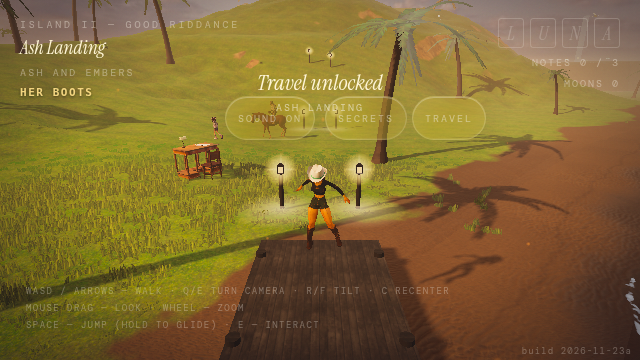 ISLAND II — GOOD RIDDANCE
Ash Landing
ASH AND EMBERS
HER BOOTS
LUNA
NOTES 0 / 3
MOONS 0
Travel unlocked
ASH LANDING
SOUND ON
SECRETS
TRAVEL
WASD / ARROWS — WALK · Q/E TURN CAMERA · R/F TILT · C RECENTER
MOUSE DRAG — LOOK · WHEEL — ZOOM
SPACE — JUMP (HOLD TO GLIDE) · E — INTERACT
build 2026-11-23a